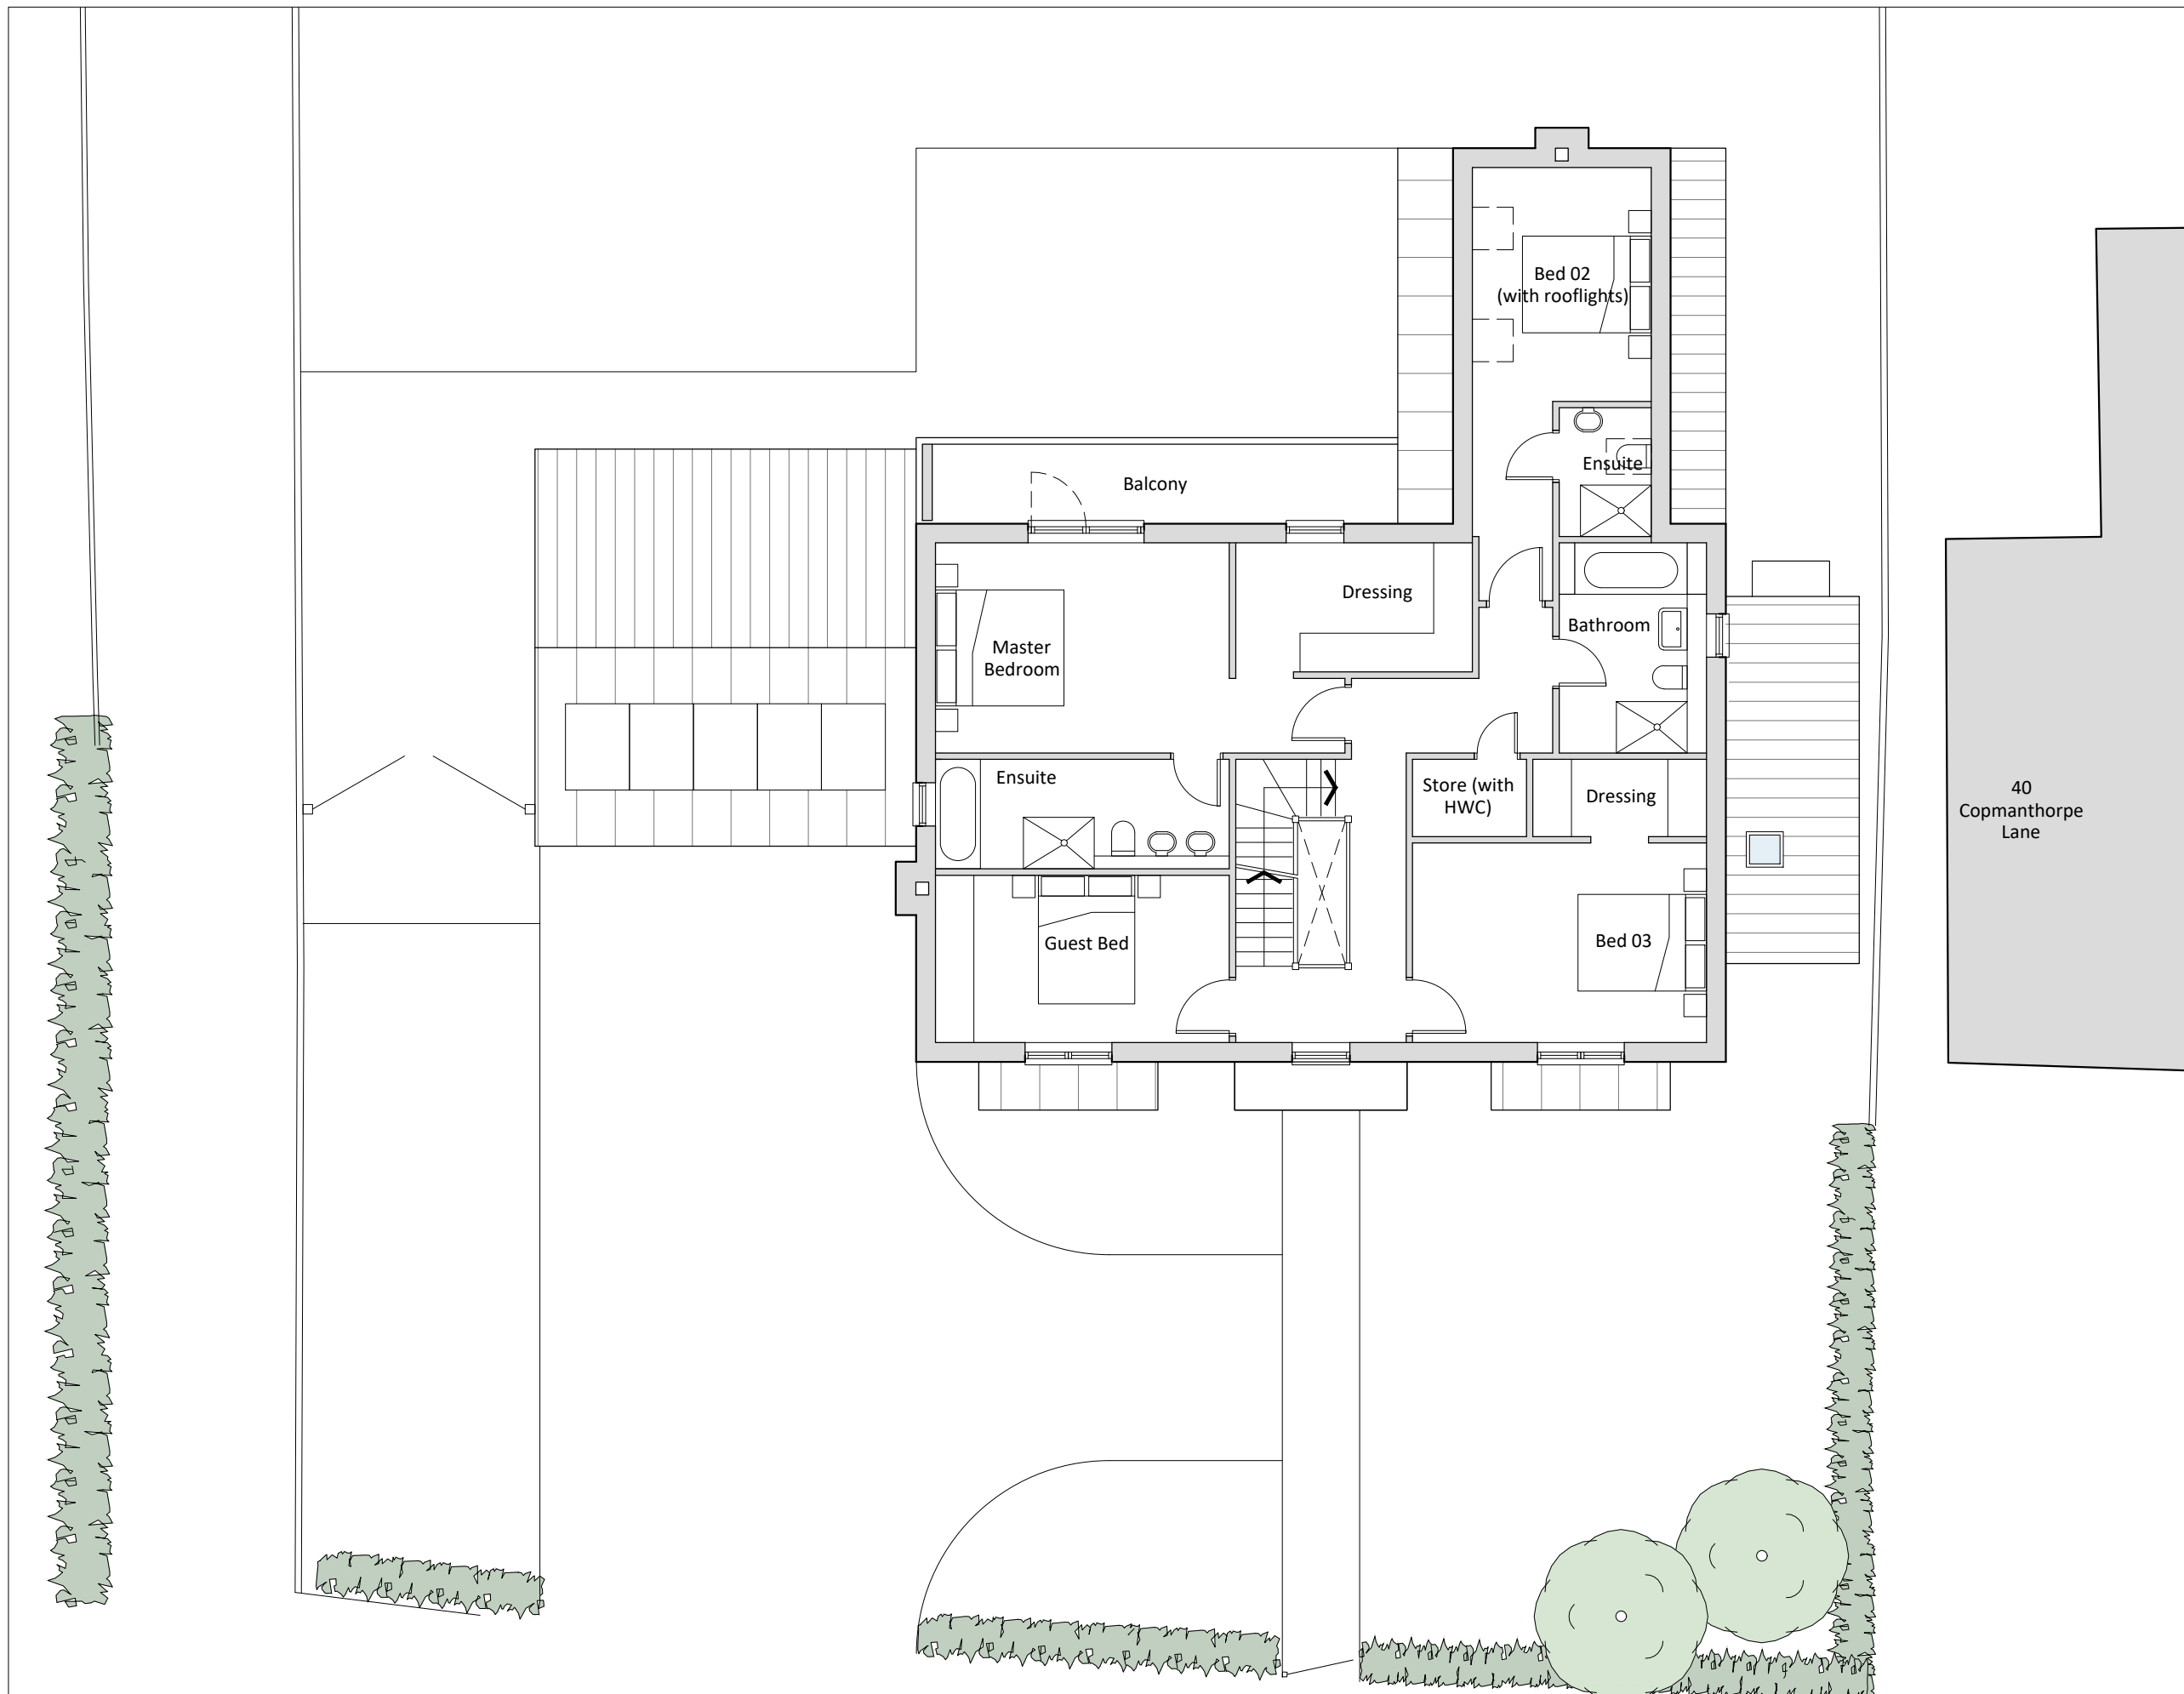 Bed 02
(with rooflights)
Ensuite
Balcony
Dressing
Bathroom
Master
Bedroom
Ensuite
Store (with
HWC)
Dressing
40
Copmanthorpe
Lane
Guest Bed
Bed 03